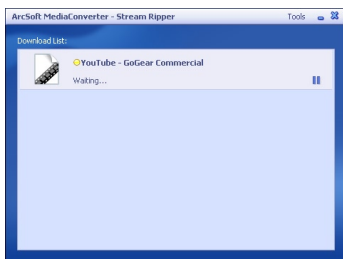 ArcSoft MediaConverter - Stream Ripper Tools
Download List:
YouTube - GoGear Commercial
Waiting...